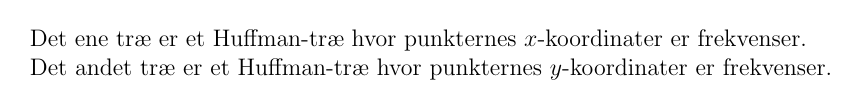 Det ene træ er et Huffman-træ hvor punkternes x-koordinater er frekvenser.
Det andet træ er et Huffman-træ hvor punkternes y-koordinater er frekvenser.